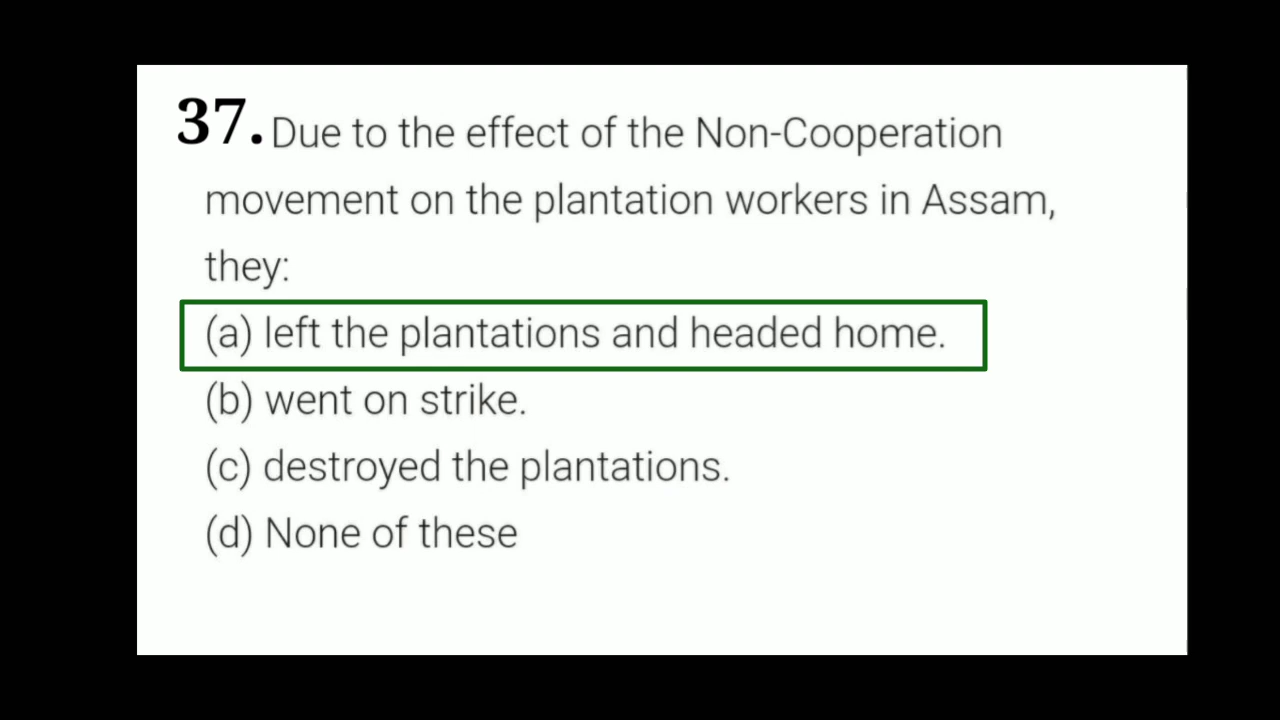 37. Due to the effect of the Non-Cooperation
movement on the plantation workers in Assam,
they:
(a) left the plantations and headed home.
(b) went on strike.
(c) destroyed the plantations.
(d) None of these